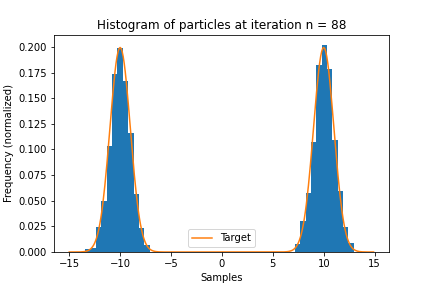 Histogram of particles at iteration n = 88
Frequency (normalized)
0.200
0.175
0.150
0.125
0.100
0.075
0.050
0.025
0.000
Target
−15 −10 −5 0 5 10 15
Samples